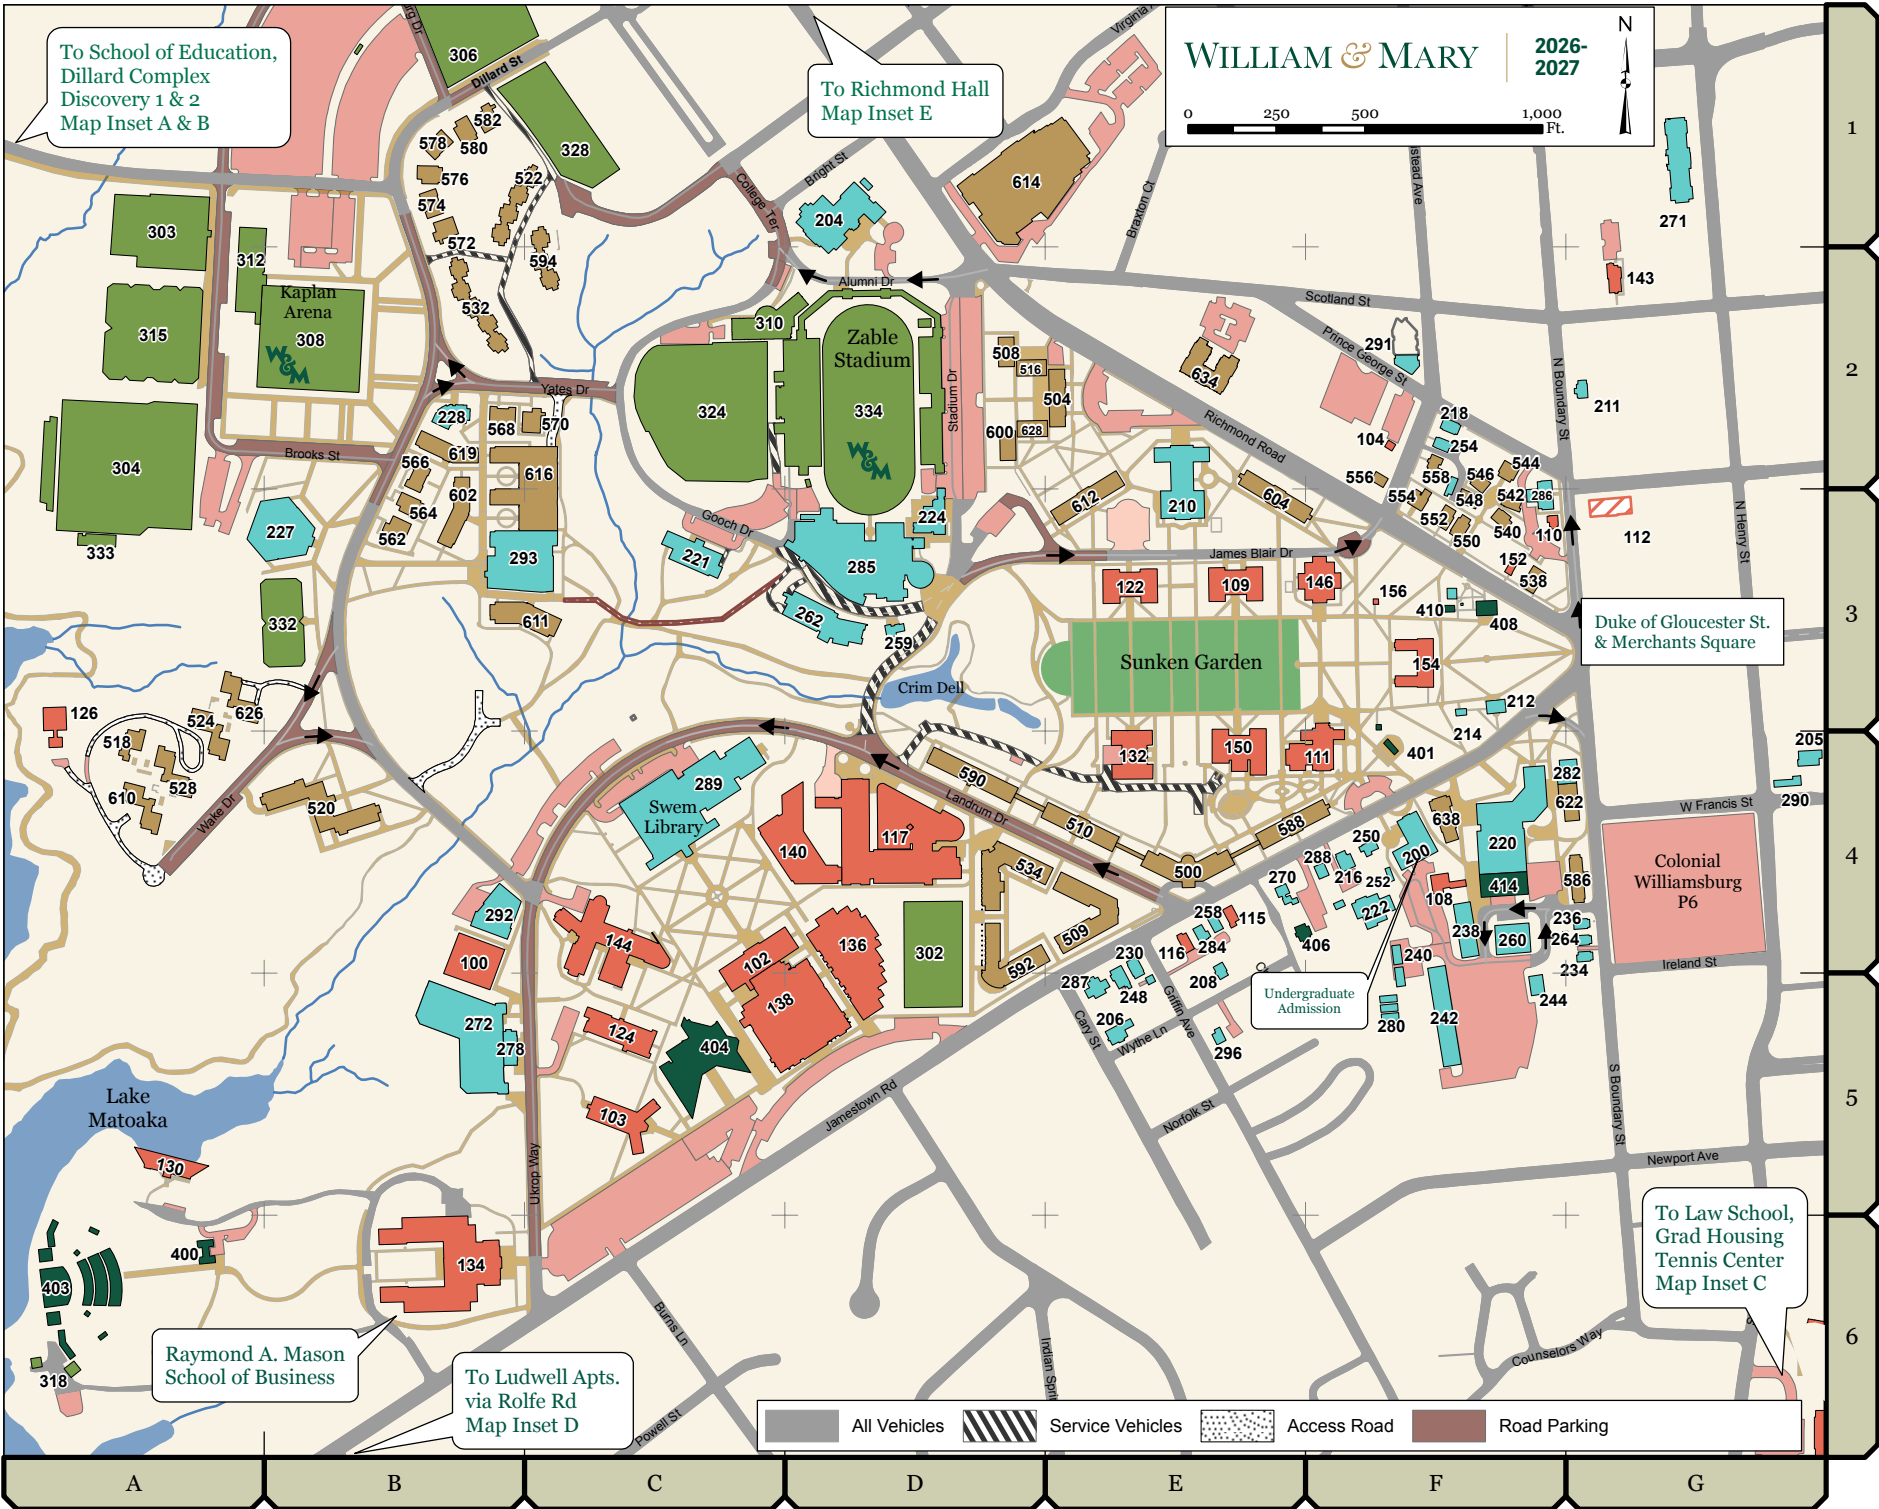 To School of Education,
Dillard Complex
Discovery 1 & 2
Map Inset A & B
306
Dillard St
To Richmond Hall
Map Inset E
WILLIAM & MARY
2026-
2027
N
0 250 500 1,000
Ft.
1
582
578
580
328
576
522
574
572
594
532
College Ter
Bright St
204
614
Braxton Ct
271
143
303
312
Kaplan
Arena
308
W&M
315
310
Alumni Dr
Zable
Stadium
334
W&M
324
Stadium Dr
508
516
504
628
600
634
Scotland St
Prince George St
291
N Boundary St
211
2
Richmond Road
104
218
254
Yates Dr
228
568
570
619
616
566
602
564
562
Brooks St
304
333
227
293
611
332
Gooch Dr
221
224
285
262
259
612
210
604
556
558
546
544
554
548
542
286
552
550
540
110
152
538
112
N Henry St
James Blair Dr
122
109
146
156
410
408
3
Duke of Gloucester St.
& Merchants Square
Sunken Garden
154
Crim Dell
212
214
126
626
524
518
528
610
520
Wake Dr
132
150
111
401
205
290
282
622
W Francis St
590
Landrum Dr
510
588
500
Swem
Library
289
140
117
534
509
592
638
250
200
220
288
216
252
270
222
108
414
586
Colonial
Williamsburg
P6
4
292
100
144
102
136
138
302
258
115
116
284
230
287
248
208
206
406
238
260
236
264
234
240
244
Ireland St
Undergraduate
Admission
280
242
296
272
278
124
404
103
Cary St
Griffin Ave
Wythe Ln
Norfolk St
Jamestown Rd
S Boundary St
Newport Ave
5
Lake
Matoaka
130
Ukrop Way
400
403
134
318
Raymond A. Mason
School of Business
To Ludwell Apts.
via Rolfe Rd
Map Inset D
Burns Ln
Powell St
Counselors Way
To Law School,
Grad Housing
Tennis Center
Map Inset C
6
All Vehicles
Service Vehicles
Access Road
Road Parking
A B C D E F G